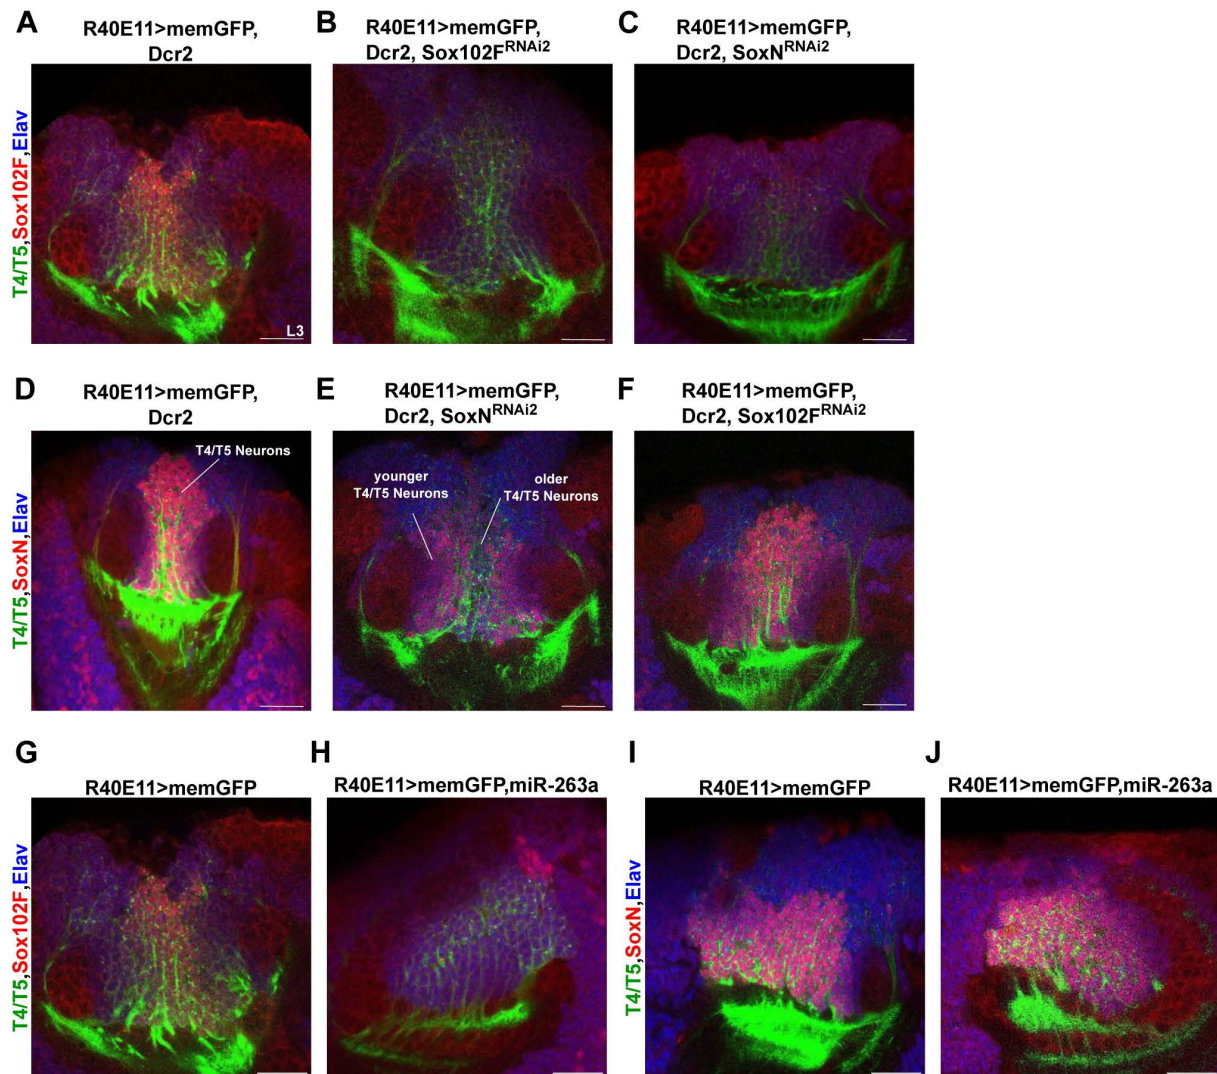 A
R40E11>memGFP,
Dcr2
B
R40E11>memGFP,
Dcr2, Sox102F^RNAi2
C
R40E11>memGFP,
Dcr2, SoxN^RNAi2
T4/T5,Sox102F,Elav
L3
D
R40E11>memGFP,
Dcr2
E
R40E11>memGFP,
Dcr2, SoxN^RNAi2
F
R40E11>memGFP,
Dcr2, Sox102F^RNAi2
T4/T5,SoxN,Elav
T4/T5 Neurons
younger
T4/T5 Neurons
older
T4/T5 Neurons
G
R40E11>memGFP
H
R40E11>memGFP,miR-263a
I
R40E11>memGFP
J
R40E11>memGFP,miR-263a
T4/T5,Sox102F,Elav
T4/T5,SoxN,Elav